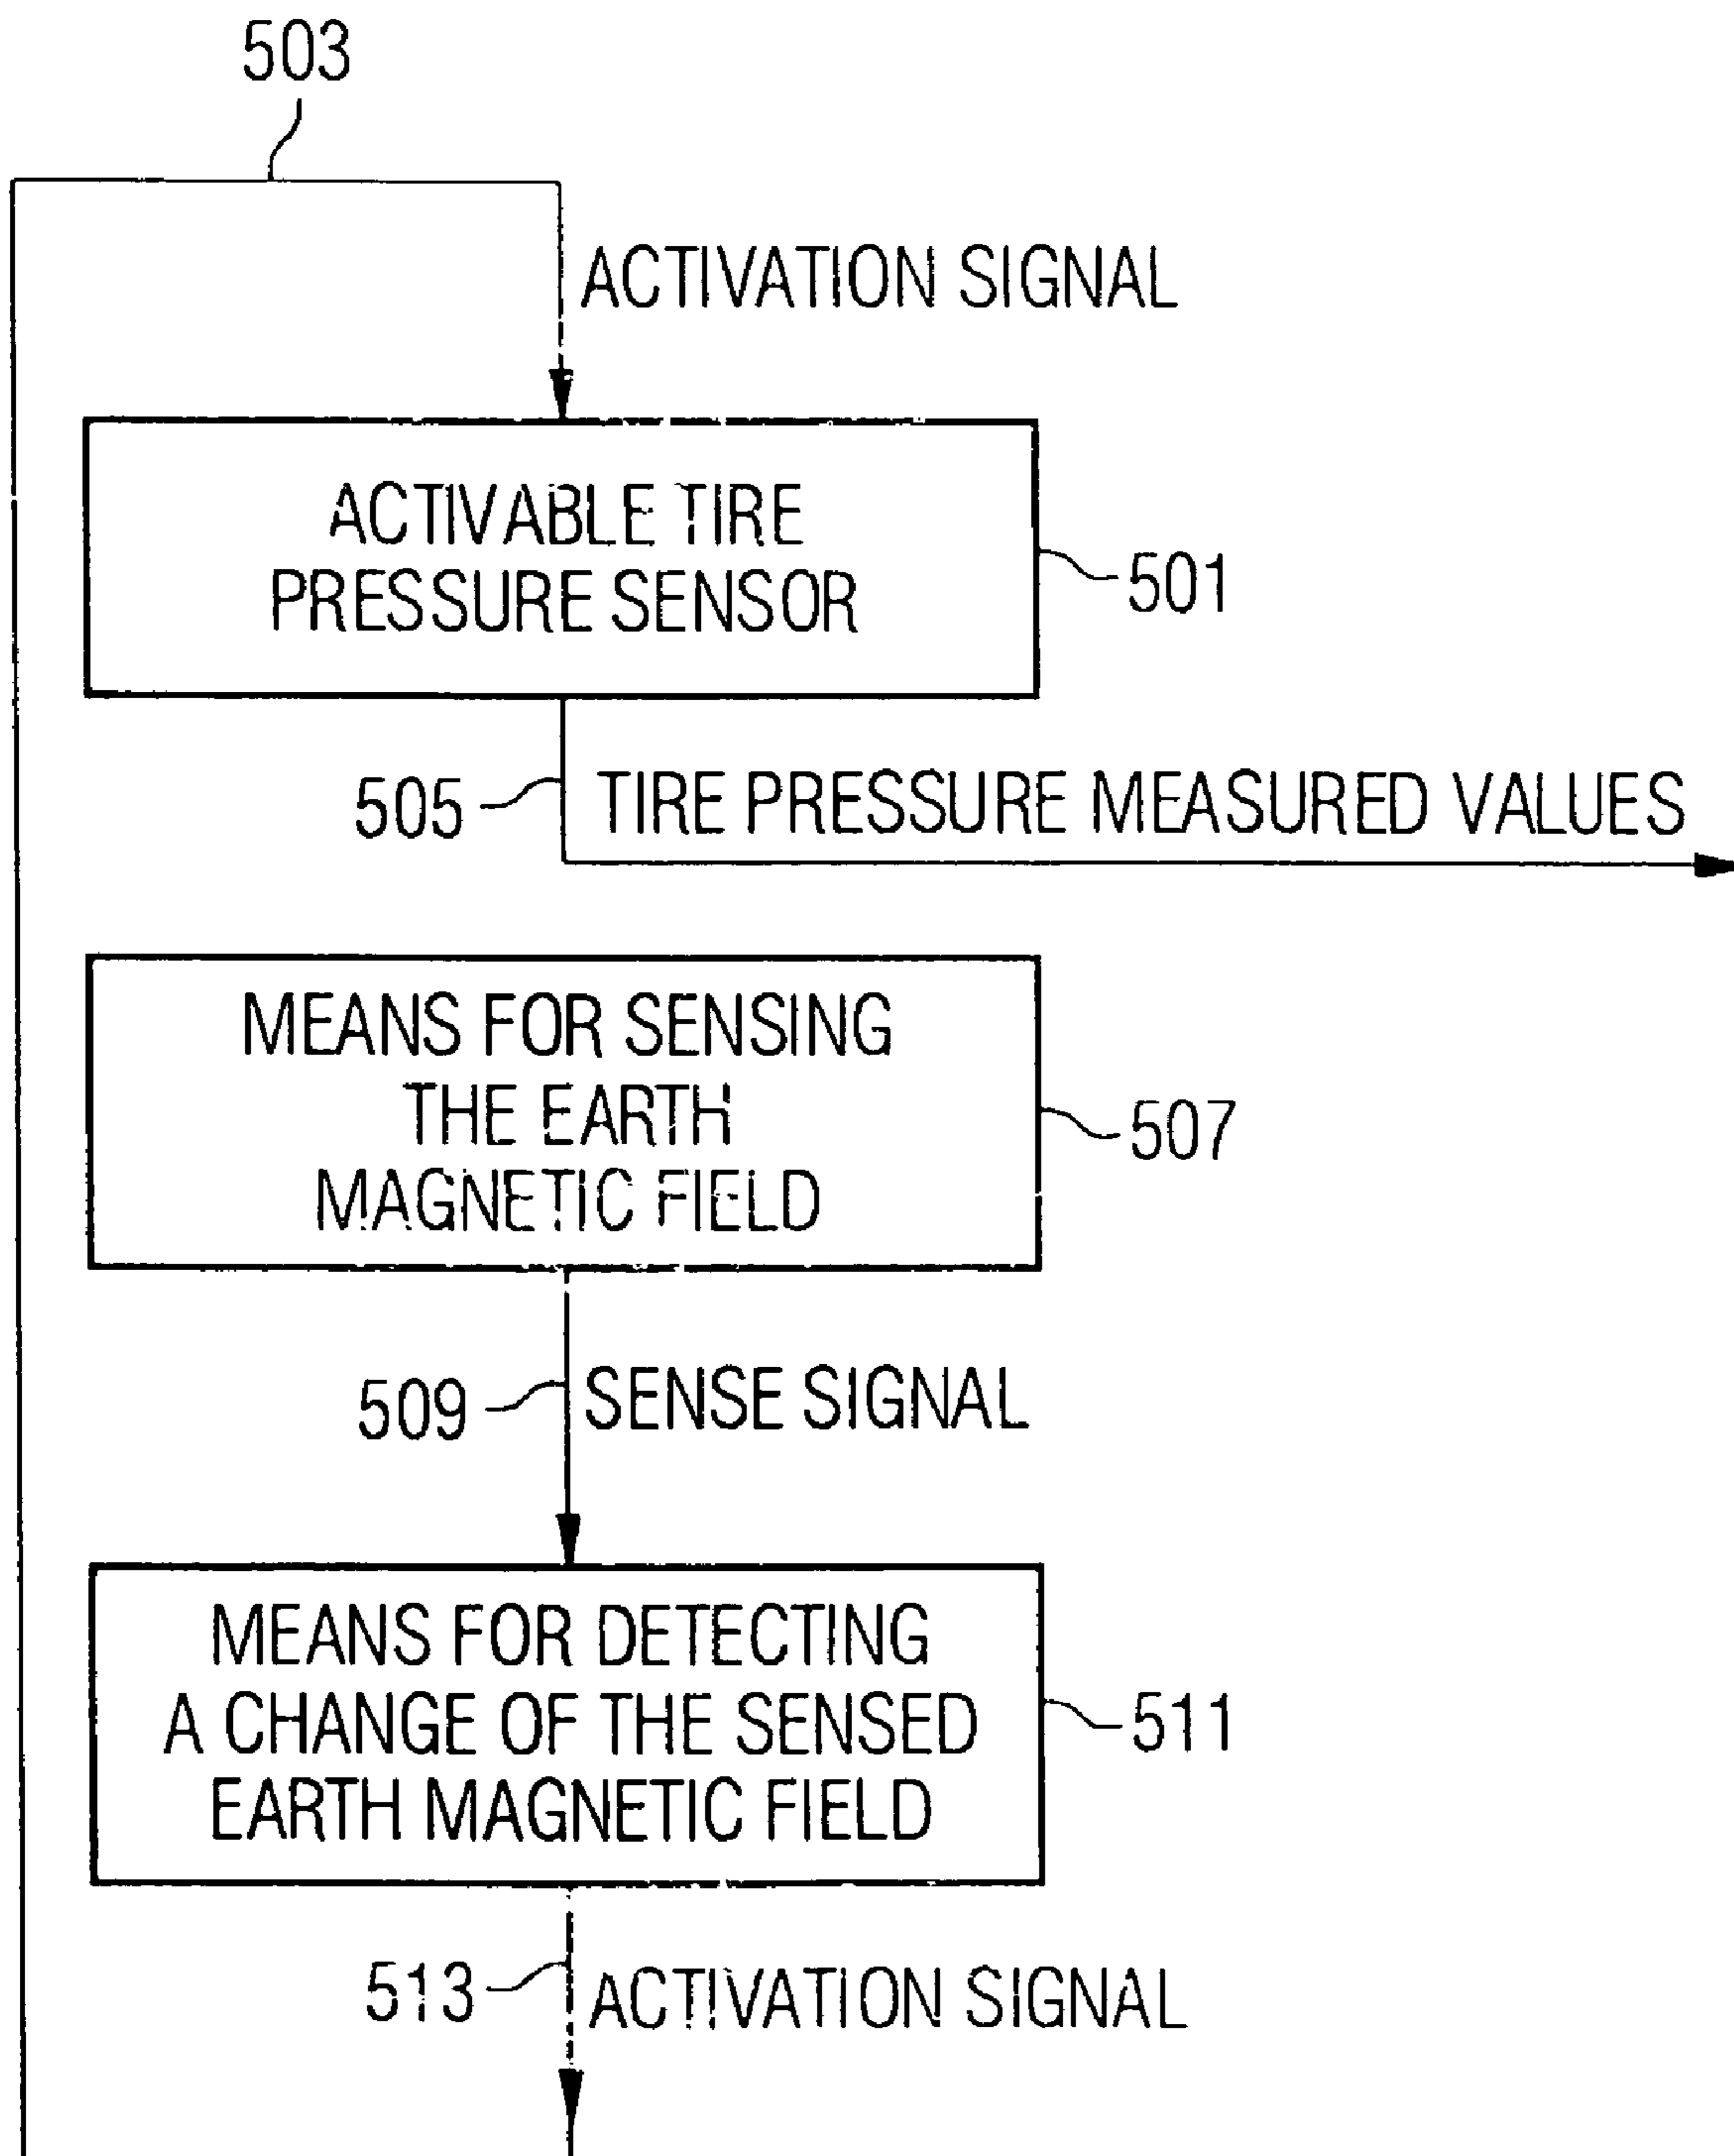 503
ACTIVATION SIGNAL
ACTIVABLE TIRE
PRESSURE SENSOR
501
505
TIRE PRESSURE MEASURED VALUES
MEANS FOR SENSING
THE EARTH
MAGNETIC FIELD
507
509
SENSE SIGNAL
MEANS FOR DETECTING
A CHANGE OF THE SENSED
EARTH MAGNETIC FIELD
511
513
ACTIVATION SIGNAL